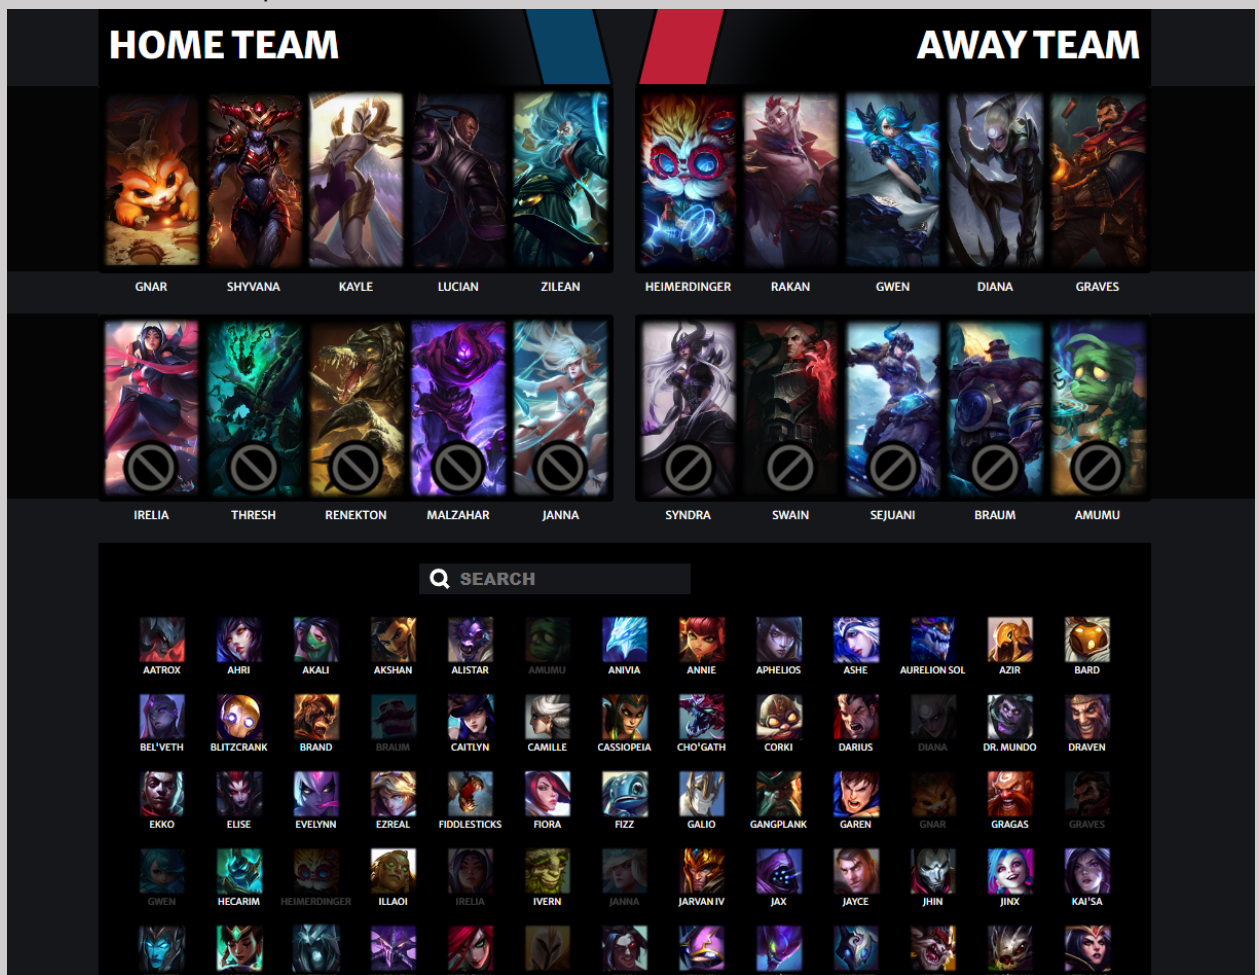 HOME TEAM AWAY TEAM
GNAR SHYVANA KAYLE LUCIAN ZILEAN HEIMERDINGER RAKAN GWEN DIANA GRAVES
IRELIA THRESH RENEKTON MALZAHAR JANNA SYNDRA SWAIN SEJUANI BRAUM AMUMU
SEARCH
AATROX AHRI AKALI AKSHAN ALISTAR AMUMU ANIVIA ANNIE APHELIOS ASHE AURELION SOL AZIR BARD
BEL'VETH BLITZCRANK BRAND BRAUM CAITLYN CAMILLE CASSIOPEIA CHO'GATH CORKI DARIUS DIANA DR. MUNDO DRAVEN
EKKO ELISE EVELYNN EZREAL FIDDLESTICKS FIORA FIZZ GALIO GANGPLANK GAREN GNAR GRAGAS GRAVES
GWEN HECARIM HEIMERDINGER ILLAOI IRELIA IVERN JANNA JARVAN IV JAX JAYCE JHIN JINX KAI'SA